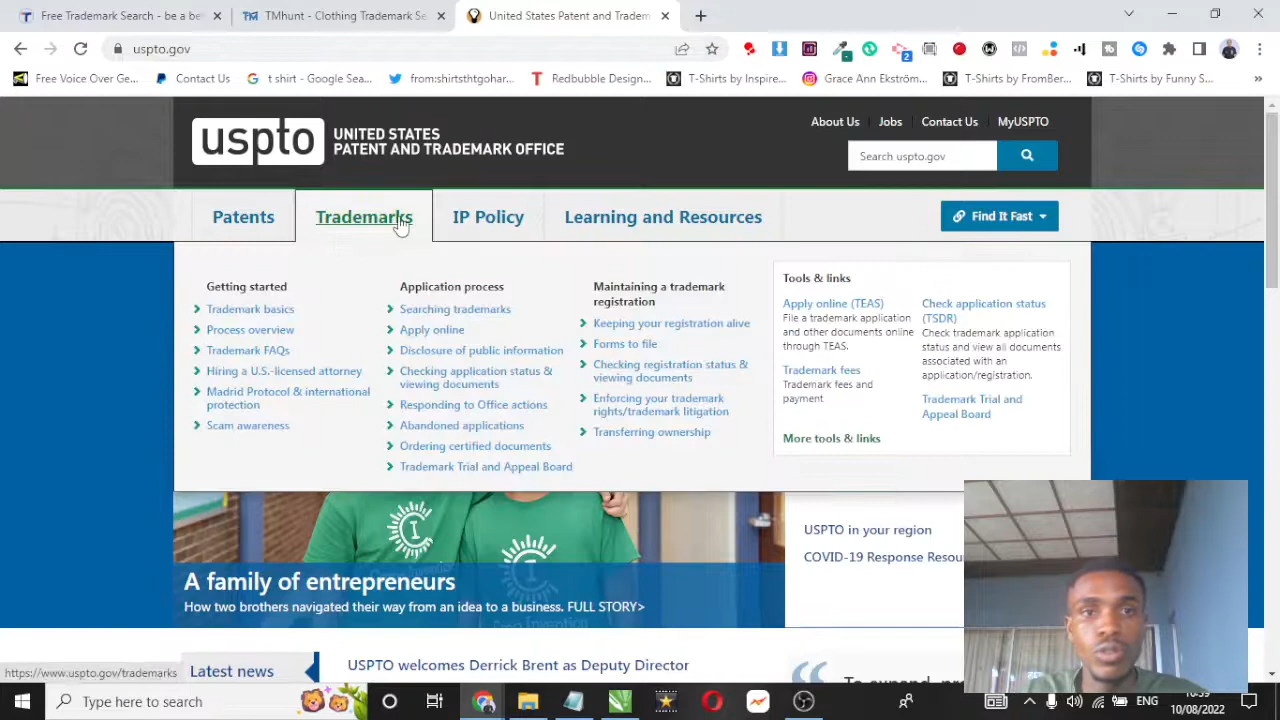 Free Trademark Search - be a be
TMhunt - Clothing Trademark Se
United States Patent and Tradem
uspto.gov
2
Free Voice Over Ge...
Contact Us
t shirt - Google Sea...
from:shirtsthtgohar...
Redbubble Design...
T-Shirts by Inspire...
Grace Ann Ekström...
T-Shirts by FromBer...
T-Shirts by Funny S...
uspto
UNITED STATES
PATENT AND TRADEMARK OFFICE
About Us
Jobs
Contact Us
MyUSPTO
Search uspto.gov
Patents
Trademarks
IP Policy
Learning and Resources
Find It Fast
Getting started
Trademark basics
Process overview
Trademark FAQs
Hiring a U.S.-licensed attorney
Madrid Protocol & international
protection
Scam awareness
Application process
Searching trademarks
Apply online
Disclosure of public information
Checking application status &
viewing documents
Responding to Office actions
Abandoned applications
Ordering certified documents
Trademark Trial and Appeal Board
Maintaining a trademark
registration
Keeping your registration alive
Forms to file
Checking registration status &
viewing documents
Enforcing your trademark
rights/trademark litigation
Transferring ownership
Tools & links
Apply online (TEAS)
File a trademark application
and other documents online
through TEAS.
Trademark fees
Trademark fees and
payment
Check application status
(TSDR)
Check trademark application
status and view all documents
associated with an
application/registration.
Trademark Trial and
Appeal Board
More tools & links
A family of entrepreneurs
How two brothers navigated their way from an idea to a business. FULL STORY>
USPTO in your region
COVID-19 Response Resou
Latest news
USPTO welcomes Derrick Brent as Deputy Director
https://www.uspto.gov/trademarks
Type here to search
ENG
10:39
10/08/2022